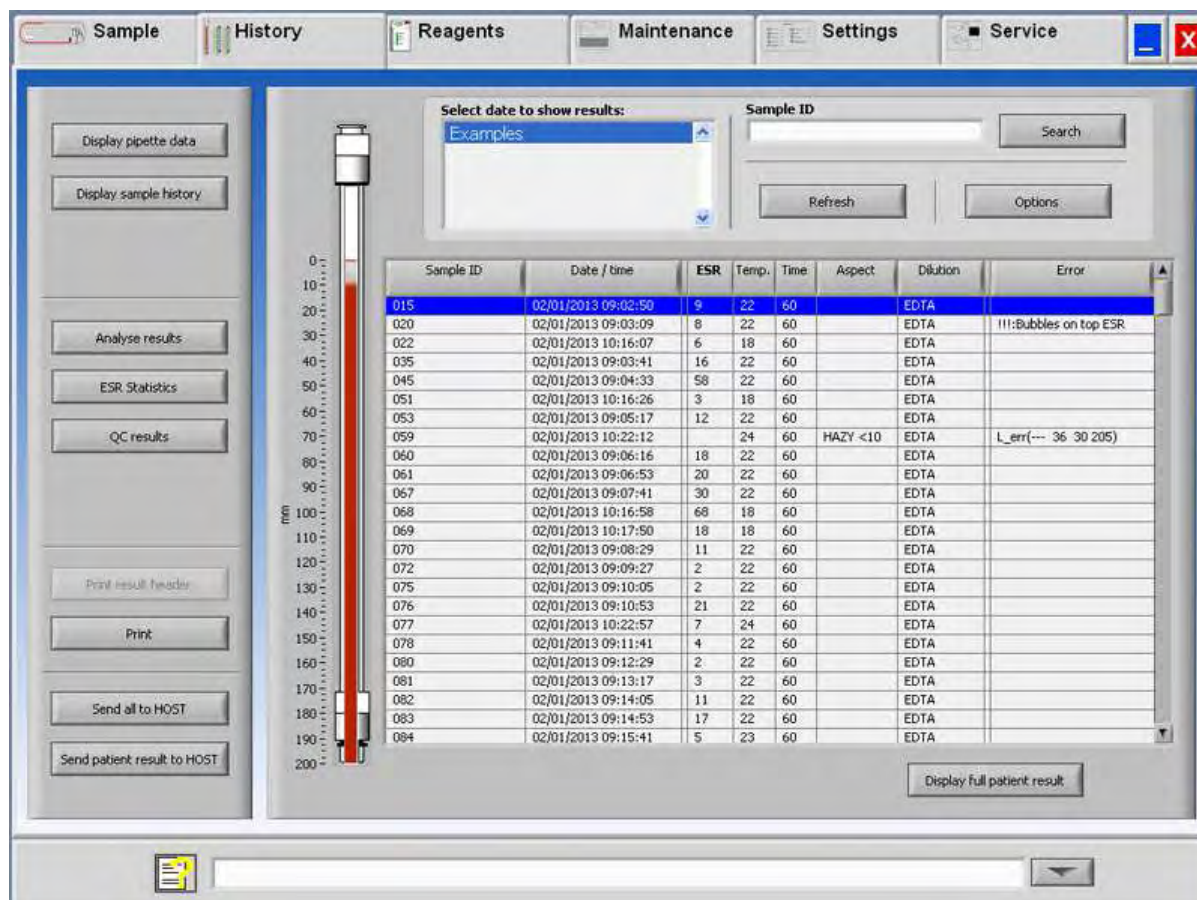 Sample History Reagents Maintenance Settings Service
Display pipette data
Display sample history
Analyse results
ESR Statistics
QC results
Print result header
Print
Send all to HOST
Send patient result to HOST
mm
0
10
20
30
40
50
60
70
80
90
100
110
120
130
140
150
160
170
180
190
200
Select date to show results:
Examples
Sample ID
Search
Refresh
Options
Sample ID Date / time ESR Temp. Time Aspect Dilution Error
015 02/01/2013 09:02:50 9 22 60 EDTA
020 02/01/2013 09:03:09 8 22 60 EDTA !!!:Bubbles on top ESR
022 02/01/2013 10:16:07 6 18 60 EDTA
035 02/01/2013 09:03:41 16 22 60 EDTA
045 02/01/2013 09:04:33 58 22 60 EDTA
051 02/01/2013 10:16:26 3 18 60 EDTA
053 02/01/2013 09:05:17 12 22 60 EDTA
059 02/01/2013 10:22:12 24 60 HAZY <10 EDTA L_err(--- 36 30 205)
060 02/01/2013 09:06:16 18 22 60 EDTA
061 02/01/2013 09:06:53 20 22 60 EDTA
067 02/01/2013 09:07:41 30 22 60 EDTA
068 02/01/2013 10:16:58 68 18 60 EDTA
069 02/01/2013 10:17:50 18 18 60 EDTA
070 02/01/2013 09:08:29 11 22 60 EDTA
072 02/01/2013 09:09:27 2 22 60 EDTA
075 02/01/2013 09:10:05 2 22 60 EDTA
076 02/01/2013 09:10:53 21 22 60 EDTA
077 02/01/2013 10:22:57 7 24 60 EDTA
078 02/01/2013 09:11:41 4 22 60 EDTA
080 02/01/2013 09:12:29 2 22 60 EDTA
081 02/01/2013 09:13:17 3 22 60 EDTA
082 02/01/2013 09:14:05 11 22 60 EDTA
083 02/01/2013 09:14:53 17 22 60 EDTA
084 02/01/2013 09:15:41 5 23 60 EDTA
Display full patient result